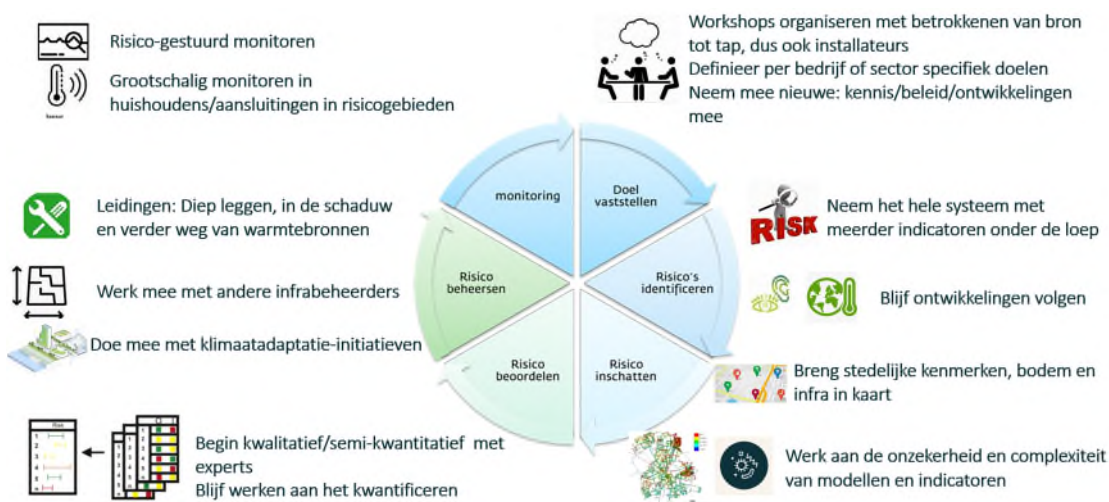 Risico-gestuurd monitoren
Grootschalig monitoren in
huishoudens/aansluitingen in risicogebieden
Sensor
Workshops organiseren met betrokkenen van bron
tot tap, dus ook installateurs
Definieer per bedrijf of sector specifiek doelen
Neem mee nieuwe: kennis/beleid/ontwikkelingen
mee
monitoring
Doel
vaststellen
Leidingen: Diep leggen, in de schaduw
en verder weg van warmtebronnen
RISK
Neem het hele systeem met
meerder indicatoren onder de loep
Risico
beheersen
Risico's
identificeren
Werk mee met andere infrabeheerders
Blijf ontwikkelingen volgen
Doe mee met klimaatadaptatie-initiatieven
Risico
beoordelen
Risico
inschatten
Breng stedelijke kenmerken, bodem en
infra in kaart
Begin kwalitatief/semi-kwantitatief met
experts
Blijf werken aan het kwantificeren
Werk aan de onzekerheid en complexiteit
van modellen en indicatoren